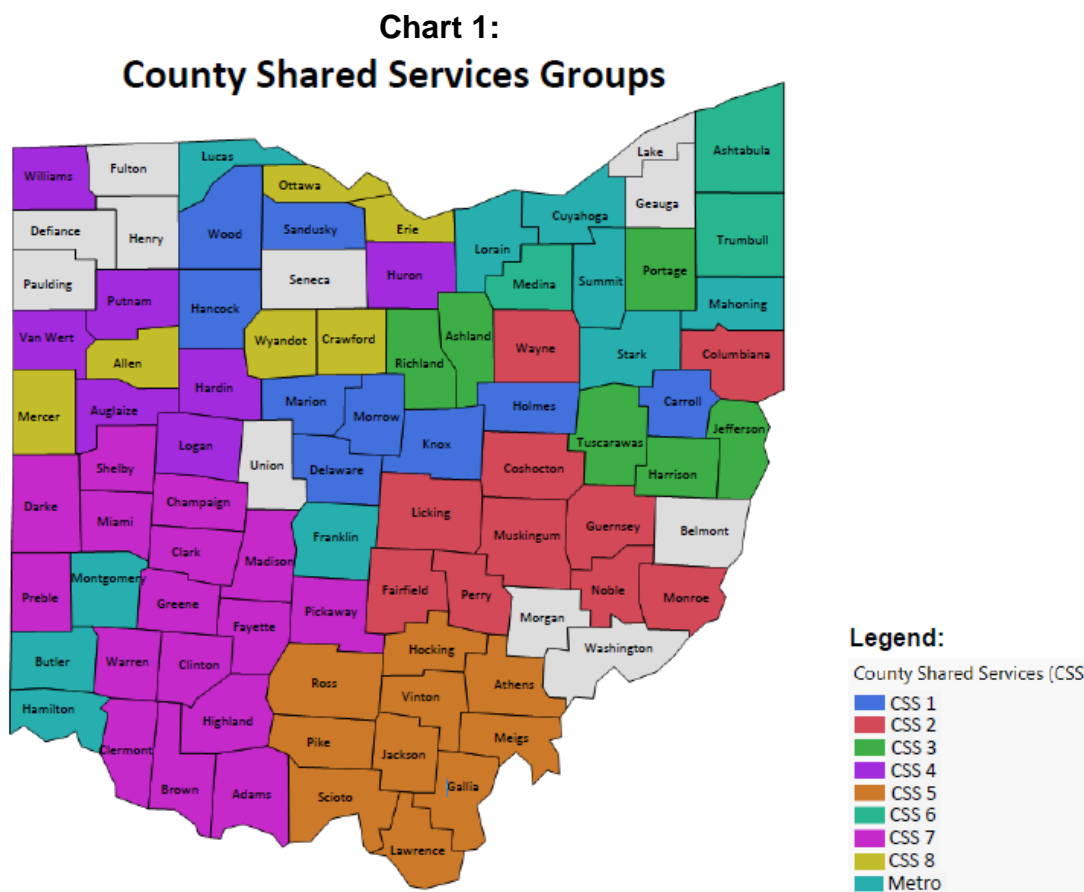 Chart 1:
County Shared Services Groups
Lake
Ashtabula
Lucas
Fulton
Williams
Ottawa
Geauga
Cuyahoga
Erie
Defiance
Henry
Wood
Sandusky
Lorain
Trumbull
Portage
Huron
Summit
Seneca
Medina
Paulding
Putnam
Hancock
Mahoning
Van Wert
Wyandot
Crawford
Ashland
Wayne
Stark
Columbiana
Richland
Allen
Hardin
Marion
Morrow
Holmes
Carroll
Mercer
Auglaize
Jefferson
Logan
Knox
Tuscarawas
Union
Delaware
Coshocton
Harrison
Shelby
Champaign
Darke
Miami
Licking
Guernsey
Belmont
Franklin
Muskingum
Clark
Madison
Montgomery
Preble
Greene
Fairfield
Perry
Noble
Monroe
Pickaway
Morgan
Fayette
Washington
Legend:
Hocking
Butler
Warren
Clinton
County Shared Services (CSS
Ross
Athens
Vinton
CSS 1
Hamilton
Highland
CSS 2
Pike
Meigs
Clermont
Jackson
CSS 3
CSS 4
Brown
Adams
Scioto
Gallia
CSS 5
CSS 6
CSS 7
Lawrence
CSS 8
Metro